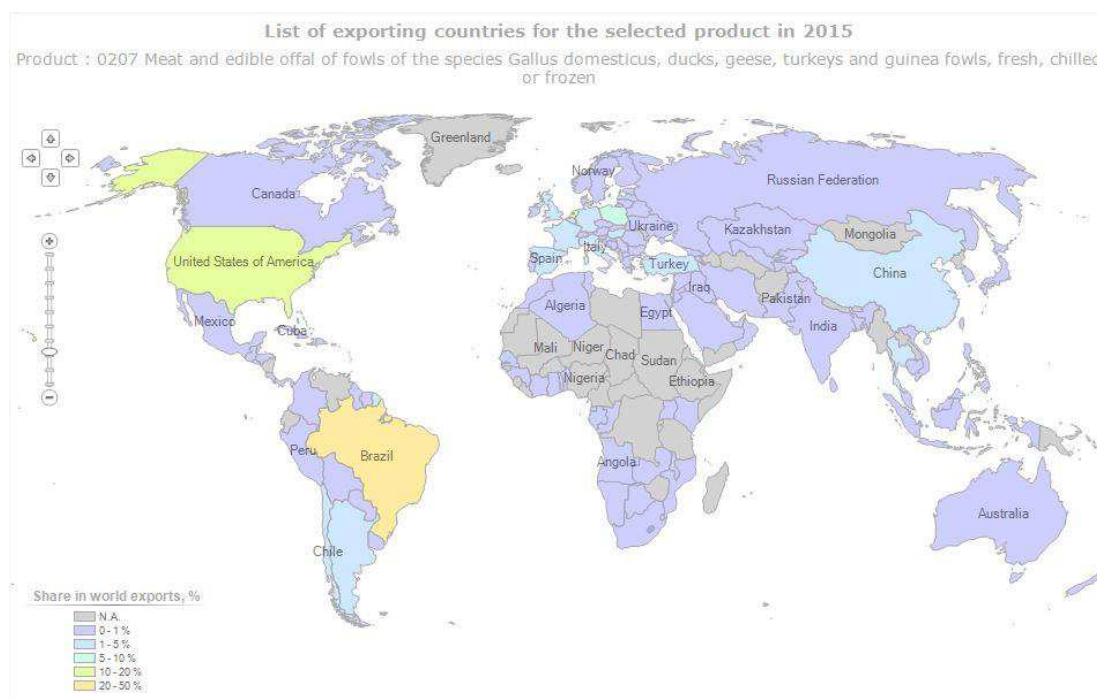 List of exporting countries for the selected product in 2015
Product : 0207 Meat and edible offal of fowls of the species Gallus domesticus, ducks, geese, turkeys and guinea fowls, fresh, chilled
or frozen
Greenland
Norway
Russian Federation
Canada
Ukraine
Kazakhstan
Mongolia
Italy
Spain
Turkey
United States of America
China
Iraq
Pakistan
Algeria
Egypt
India
Mexico
Cuba
Mali
Niger
Chad
Sudan
Nigeria
Ethiopia
Peru
Brazil
Angola
Australia
Chile
Share in world exports, %
N.A.
0 - 1 %
1 - 5 %
5 - 10 %
10 - 20 %
20 - 50 %